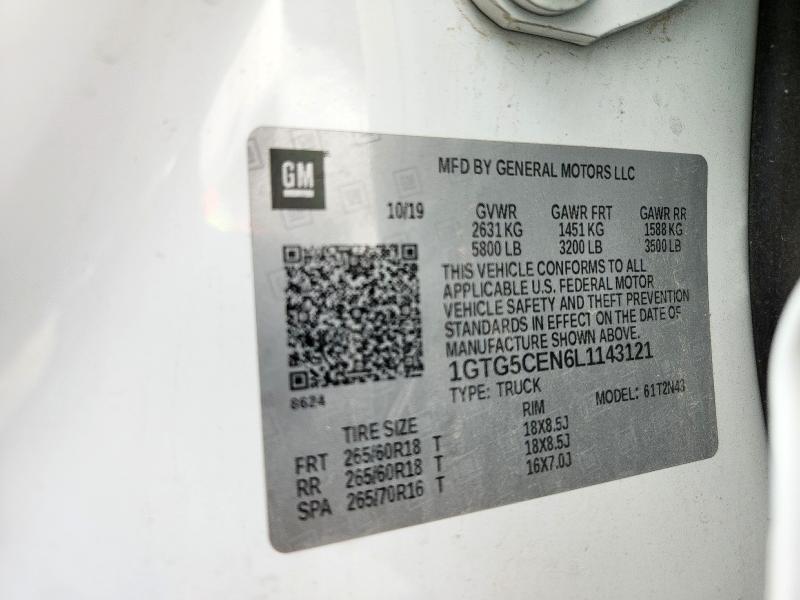 GM
MFD BY GENERAL MOTORS LLC
10/19
GVWR GAWR FRT GAWR RR
2631 KG 1451 KG 1588 KG
5800 LB 3200 LB 3500 LB
THIS VEHICLE CONFORMS TO ALL
APPLICABLE U.S. FEDERAL MOTOR
VEHICLE SAFETY AND THEFT PREVENTION
STANDARDS IN EFFECT ON THE DATE OF
MANUFACTURE SHOWN ABOVE.
1GTG5CEN6L1143121
TYPE: TRUCK MODEL: 61T2N43
8624
TIRE SIZE RIM
FRT 265/60R18 T 18X8.5J
RR 265/60R18 T 18X8.5J
SPA 265/70R16 T 16X7.0J